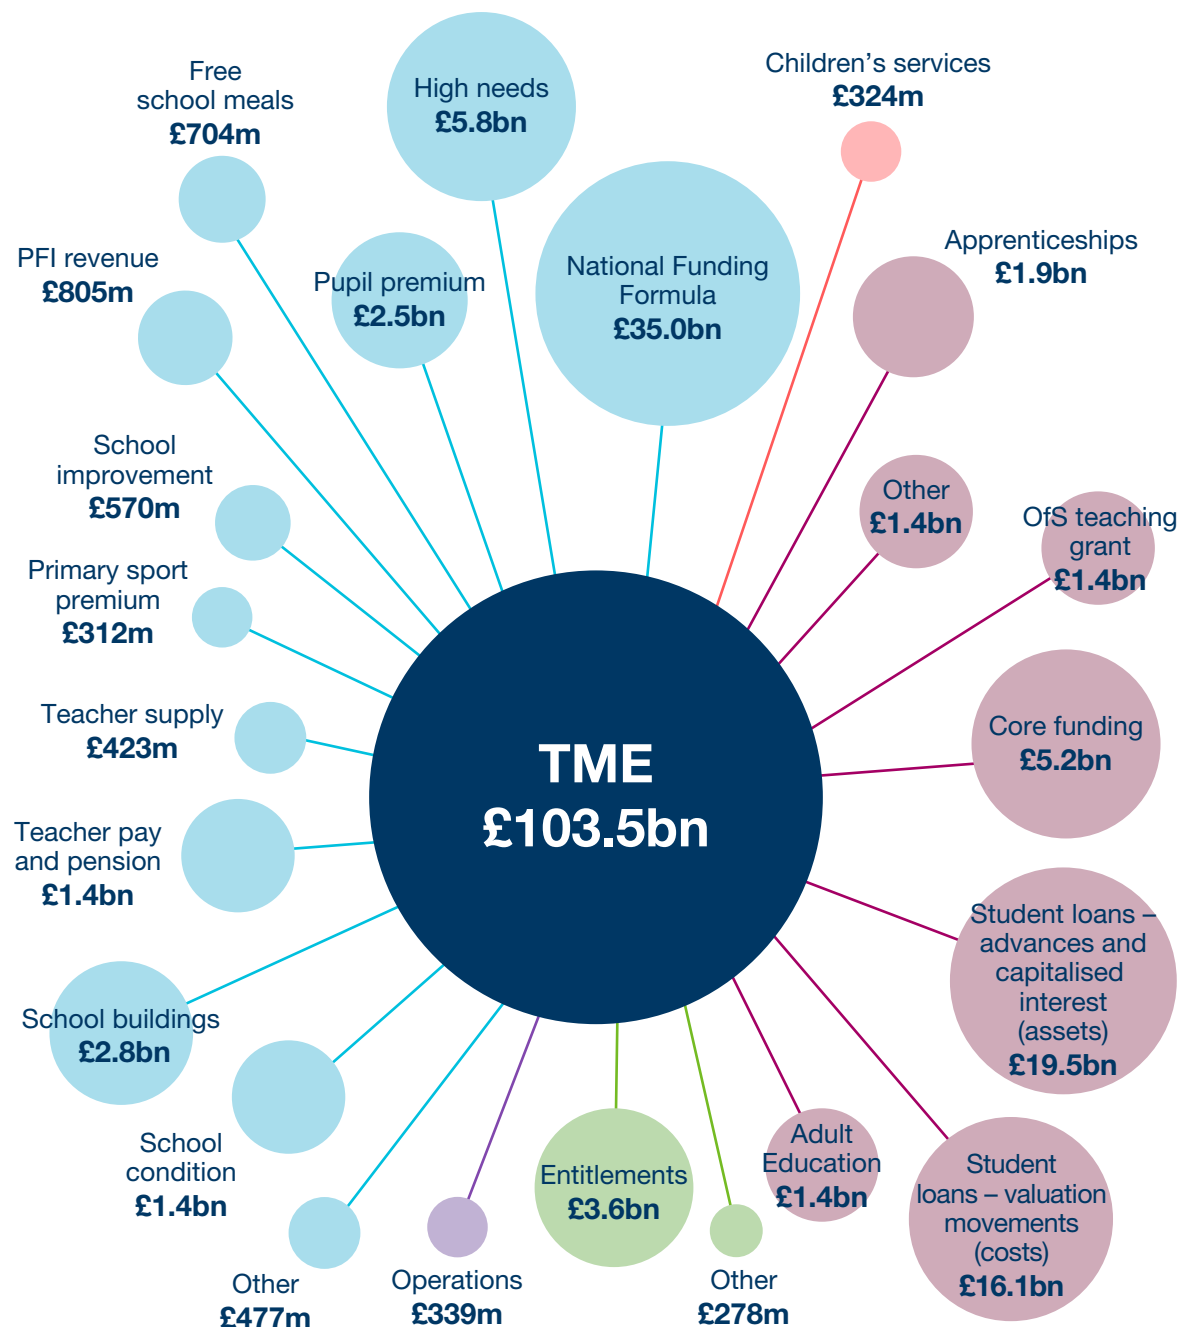 Free
school meals
£704m
High needs
£5.8bn
Children’s services
£324m
PFI revenue
£805m
Pupil premium
£2.5bn
National Funding
Formula
£35.0bn
Apprenticeships
£1.9bn
School
improvement
£570m
Other
£1.4bn
OfS teaching
grant
£1.4bn
Primary sport
premium
£312m
Teacher supply
£423m
TME
£103.5bn
Core funding
£5.2bn
Teacher pay
and pension
£1.4bn
Student loans –
advances and
capitalised
interest
(assets)
£19.5bn
School buildings
£2.8bn
School
condition
£1.4bn
Other
£477m
Operations
£339m
Entitlements
£3.6bn
Other
£278m
Adult
Education
£1.4bn
Student
loans – valuation
movements
(costs)
£16.1bn